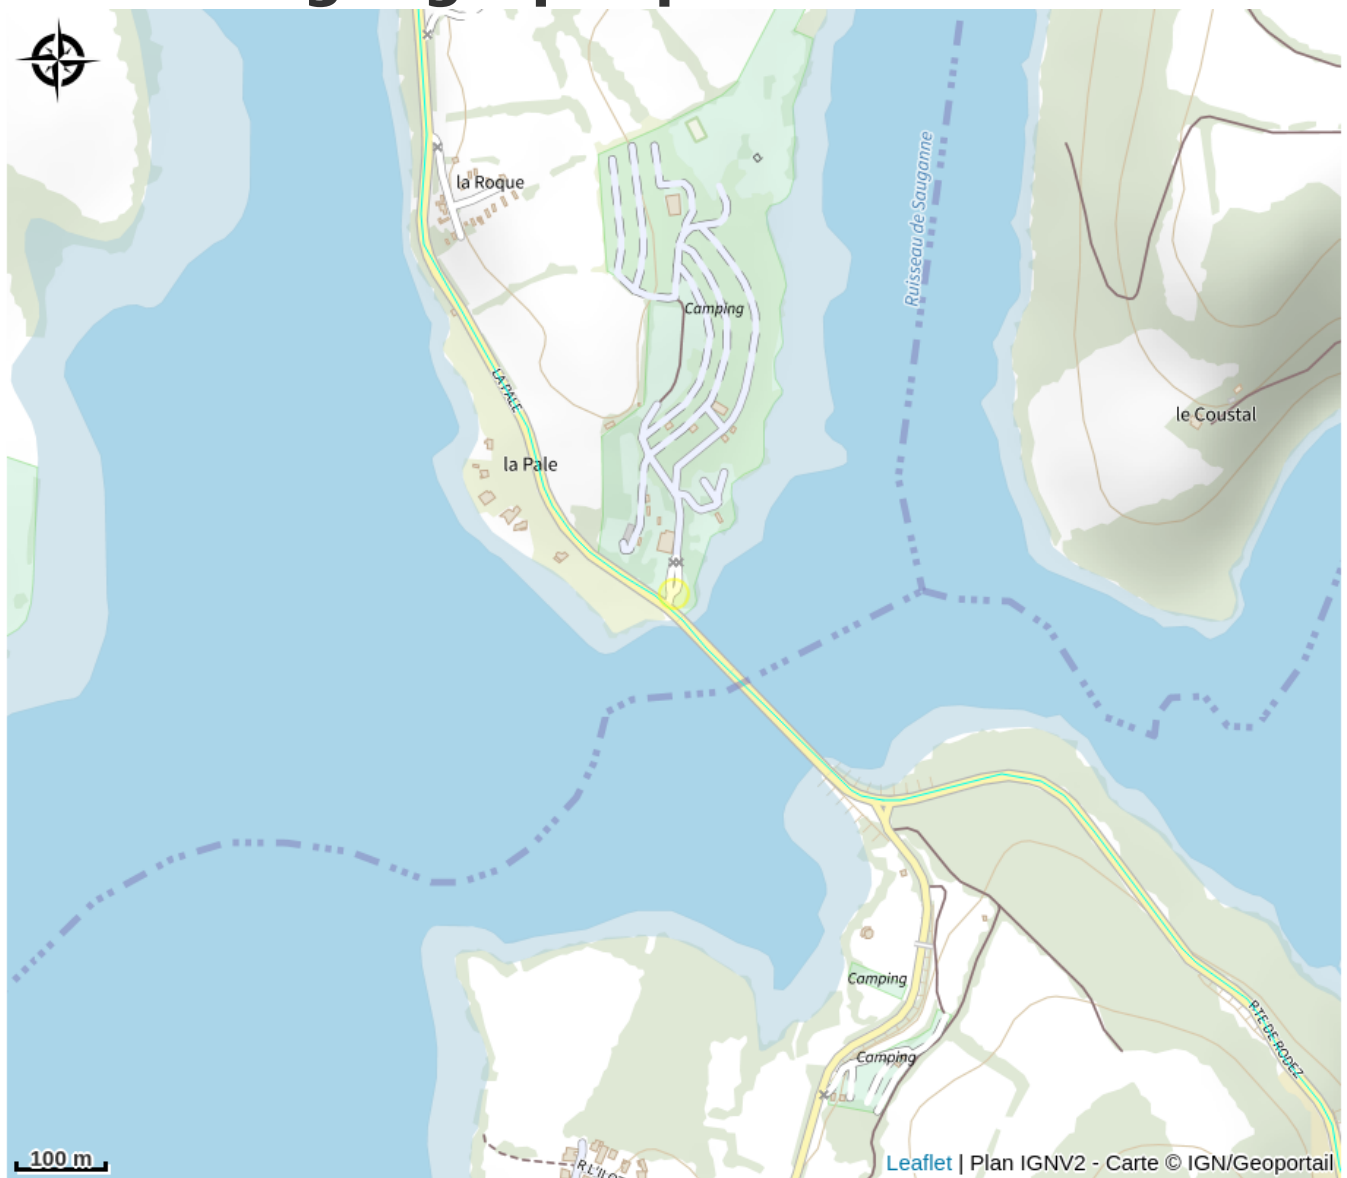 la Roque
Ruisseau de Sauganne
Camping
LA PALE
le Coustal
la Pale
Camping
RTE DE RODEZ
Camping
100 m
R L'ILOT
Leaflet | Plan IGNV2 - Carte © IGN/Geoportail